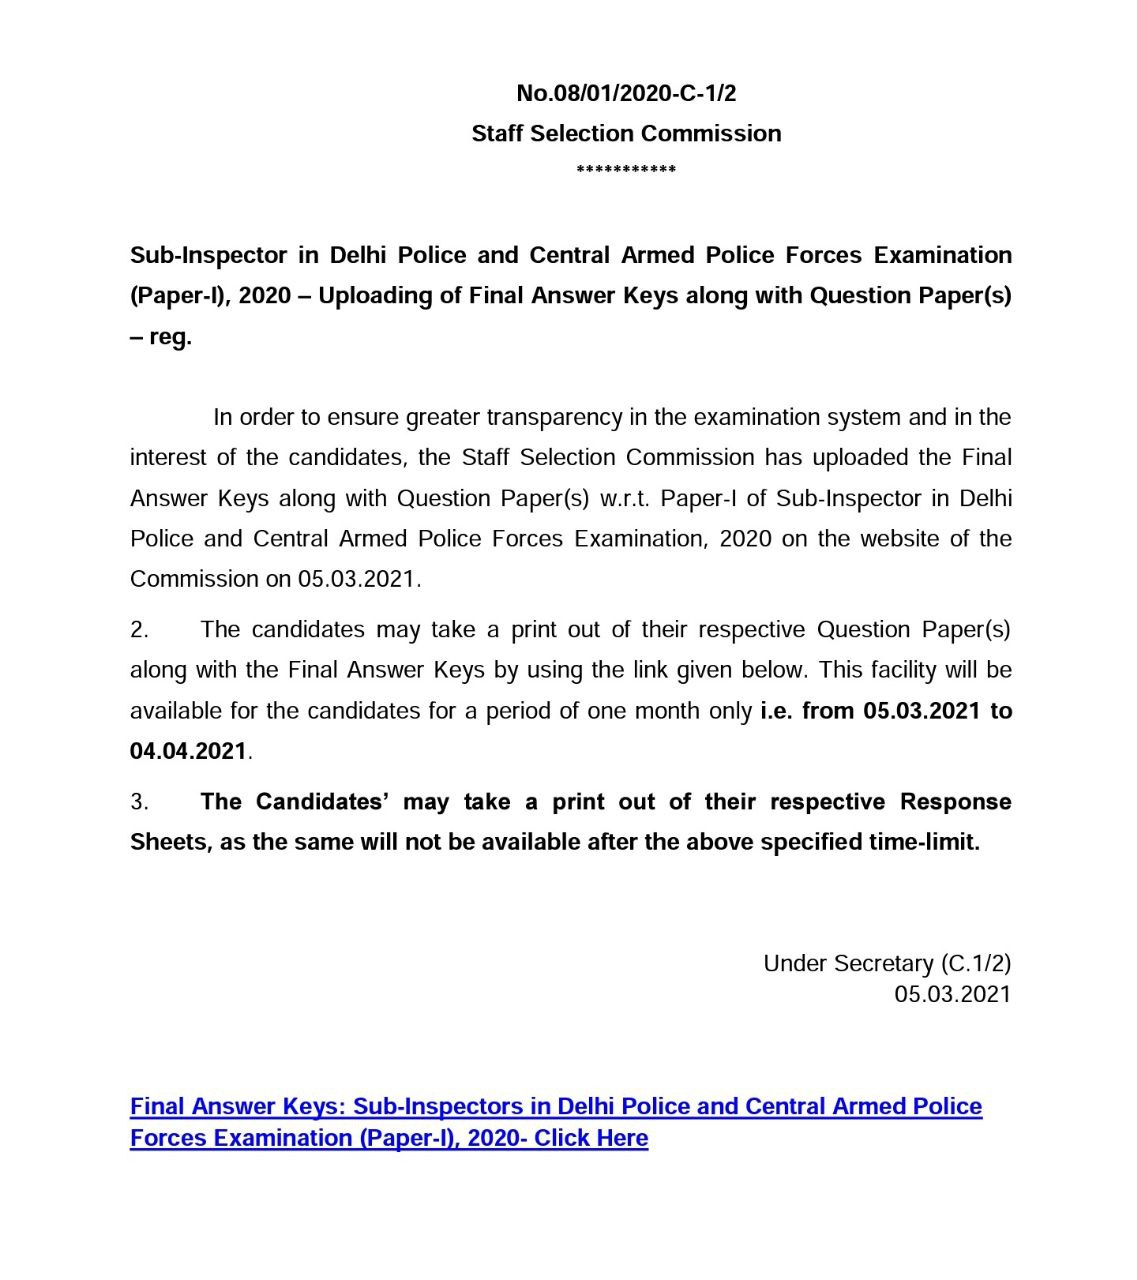 No.08/01/2020-C-1/2
Staff Selection Commission
***********
Sub-Inspector in Delhi Police and Central Armed Police Forces Examination
(Paper-I), 2020 – Uploading of Final Answer Keys along with Question Paper(s)
– reg.
In order to ensure greater transparency in the examination system and in the
interest of the candidates, the Staff Selection Commission has uploaded the Final
Answer Keys along with Question Paper(s) w.r.t. Paper-I of Sub-Inspector in Delhi
Police and Central Armed Police Forces Examination, 2020 on the website of the
Commission on 05.03.2021.
2. The candidates may take a print out of their respective Question Paper(s)
along with the Final Answer Keys by using the link given below. This facility will be
available for the candidates for a period of one month only i.e. from 05.03.2021 to
04.04.2021.
3. The Candidates’ may take a print out of their respective Response
Sheets, as the same will not be available after the above specified time-limit.
Under Secretary (C.1/2)
05.03.2021
Final Answer Keys: Sub-Inspectors in Delhi Police and Central Armed Police
Forces Examination (Paper-I), 2020- Click Here